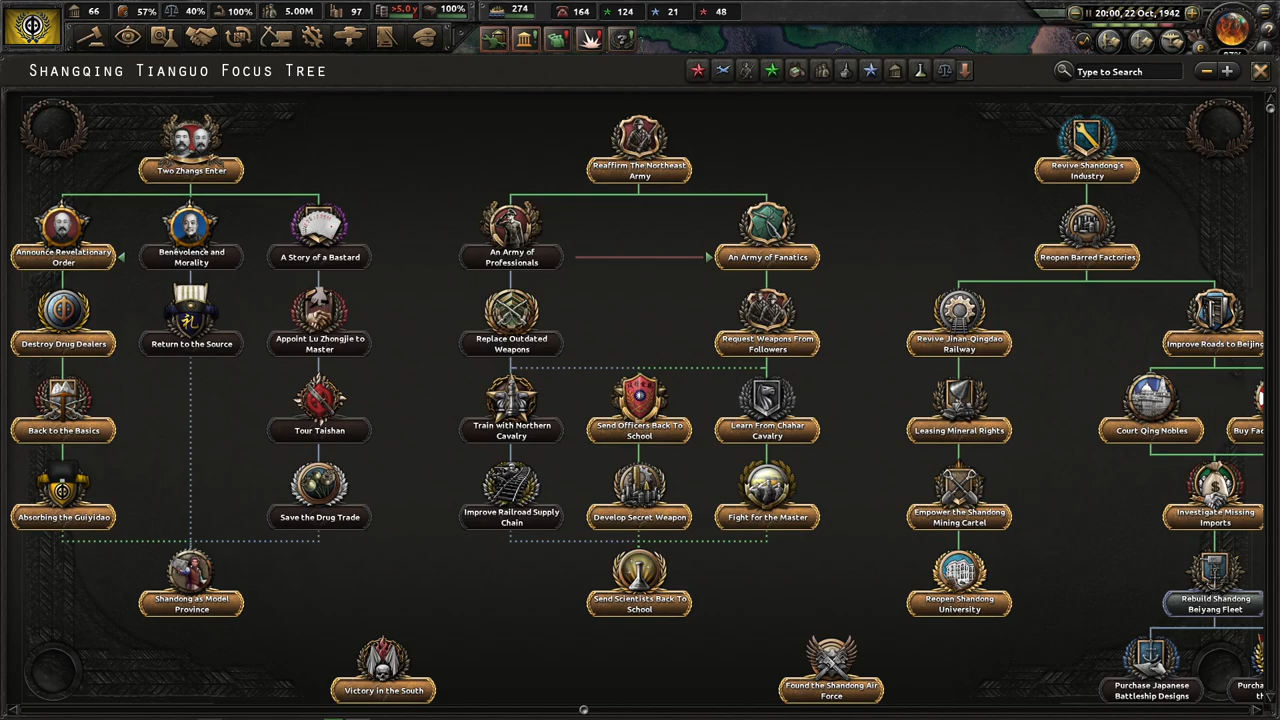 66
57%
40%
100%
5.00M
97
>5.0 y
100%
274
164
124
21
48
20:00, 22 Oct, 1942
Shangqing Tianguo Focus Tree
Type to Search
Two Zhangs Enter
Reaffirm The Northeast
Army
Revive Shandong's
Industry
Announce Revelationary
Order
Benevolence and
Morality
A Story of a Bastard
An Army of
Professionals
An Army of Fanatics
Reopen Barred Factories
Destroy Drug Dealers
礼
Return to the Source
Appoint Lu Zhongjie to
Master
Replace Outdated
Weapons
Request Weapons From
Followers
Revive Jinan-Qingdao
Railway
Improve Roads to Beijing
Back to the Basics
Tour Taishan
Train with Northern
Cavalry
Send Officers Back To
School
Learn From Chahar
Cavalry
Leasing Mineral Rights
Court Qing Nobles
Buy Fac
Absorbing the Guiyidao
Save the Drug Trade
Improve Railroad Supply
Chain
Develop Secret Weapon
Fight for the Master
Empower the Shandong
Mining Cartel
Investigate Missing
Imports
Shandong as Model
Province
Send Scientists Back To
School
Reopen Shandong
University
Rebuild Shandong
Beiyang Fleet
Victory in the South
Found the Shandong Air
Force
Purchase Japanese
Battleship Designs
Purcha
th